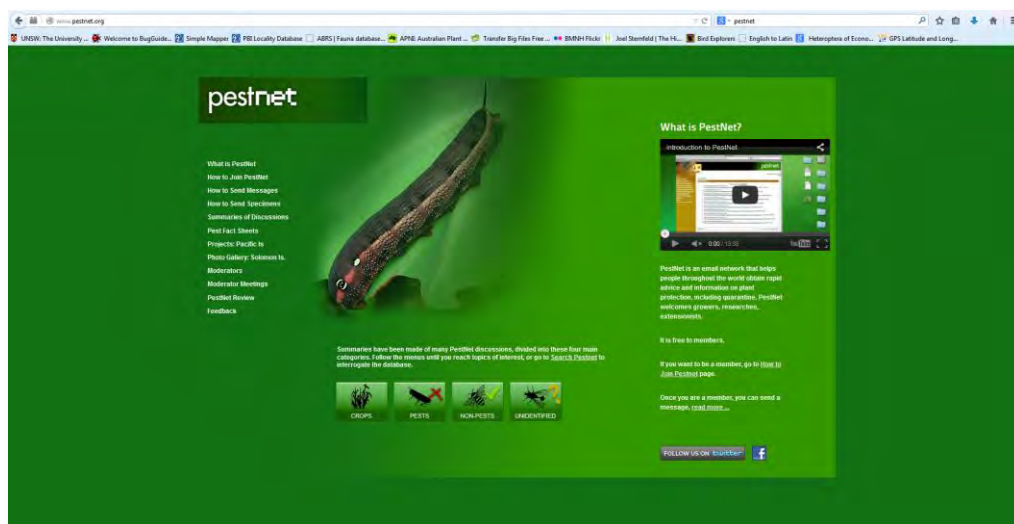 www.pestnet.org
pestnet
UNSW: The University ...
Welcome to BugGuide...
Simple Mapper
PBI Locality Database
ABRS | Fauna database...
APNI: Australian Plant ...
Transfer Big Files Free ...
BMNH Flickr
Joel Sternfeld | The Hi...
Bird Explorers
English to Latin
Heteroptera of Econo...
GPS Latitude and Long...
pestnet
What is PestNet
How to Join PestNet
How to Send Messages
How to Send Specimens
Summaries of Discussions
Pest Fact Sheets
Projects: Pacific Is
Photo Gallery: Solomon Is.
Moderators
Moderator Meetings
PestNet Review
Feedback
Summaries have been made of many PestNet discussions, divided into these four main
categories. Follow the menus until you reach topics of interest, or go to Search Pestnet to
interrogate the database.
CROPS
PESTS
NON-PESTS
UNIDENTIFIED
What is PestNet?
Introduction to PestNet
pestnet
0:00
YouTube
PestNet is an email network that helps
people throughout the world obtain rapid
advice and information on plant
protection, including quarantine. PestNet
welcomes growers, researches,
extensionists.
It is free to members.
If you want to be a member, go to How to
Join Pestnet page.
Once you are a member, you can send a
message, read more ...
FOLLOW US ON twitter
f